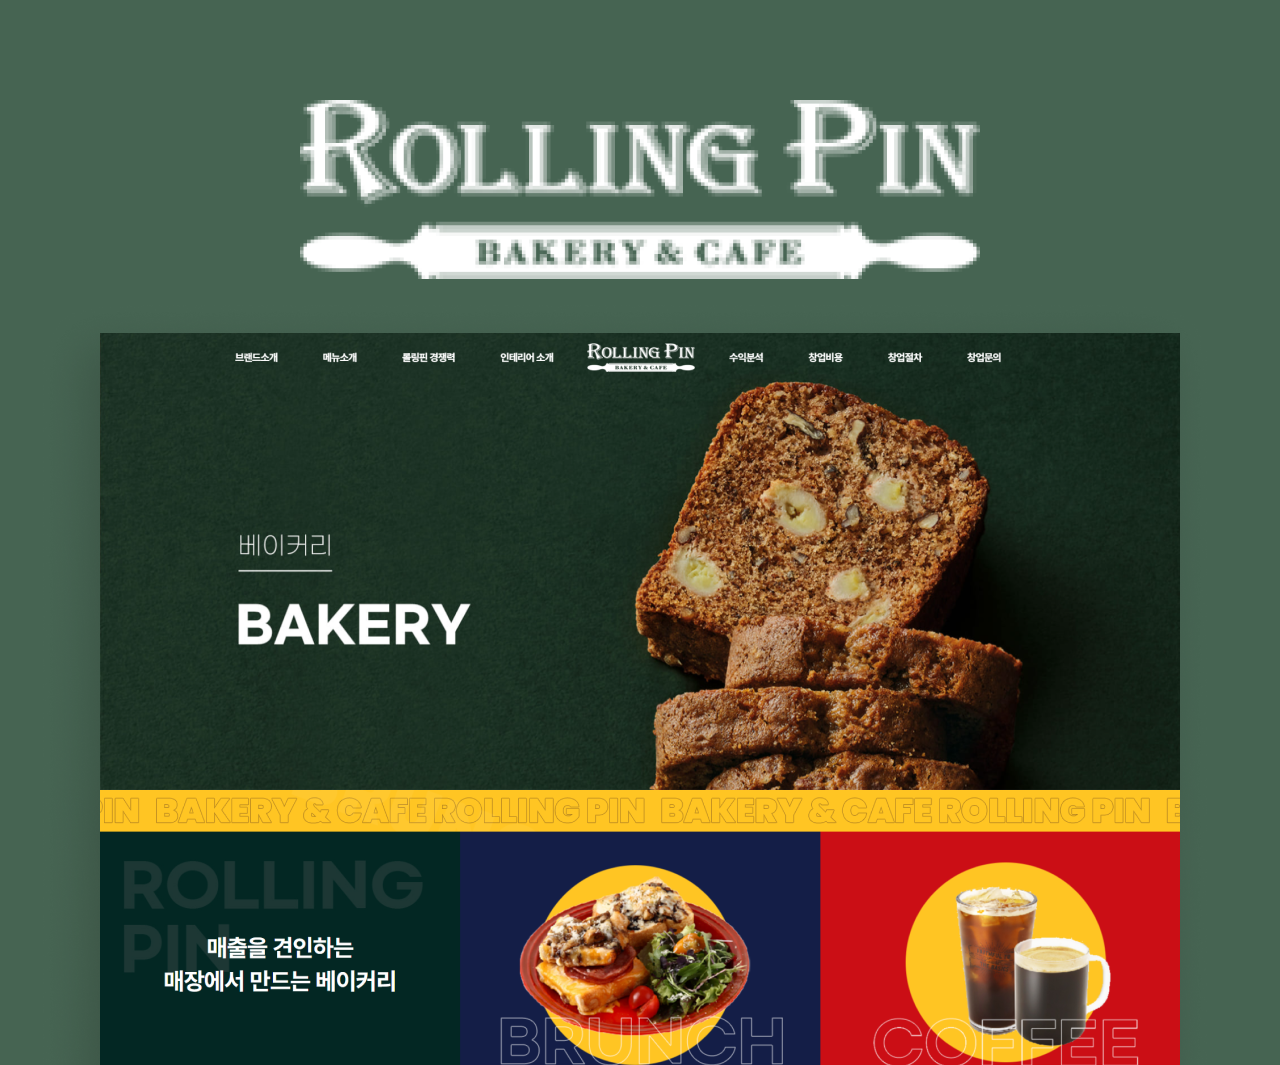 ROLLING PIN
BAKERY & CAFE
브랜드소개
메뉴소개
롤링핀 경쟁력
인테리어 소개
ROLLING PIN
BAKERY & CAFE
수익분석
창업비용
창업절차
창업문의
베이커리
BAKERY
PIN BAKERY & CAFE ROLLING PIN BAKERY & CAFE ROLLING PIN B
ROLLING
PIN
매출을 견인하는
매장에서 만드는 베이커리
BRUNCH
COFFEE